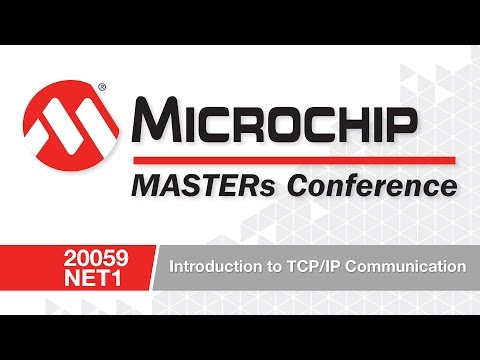 MICROCHIP®
MASTERs Conference
20059
NET1
Introduction to TCP/IP Communication